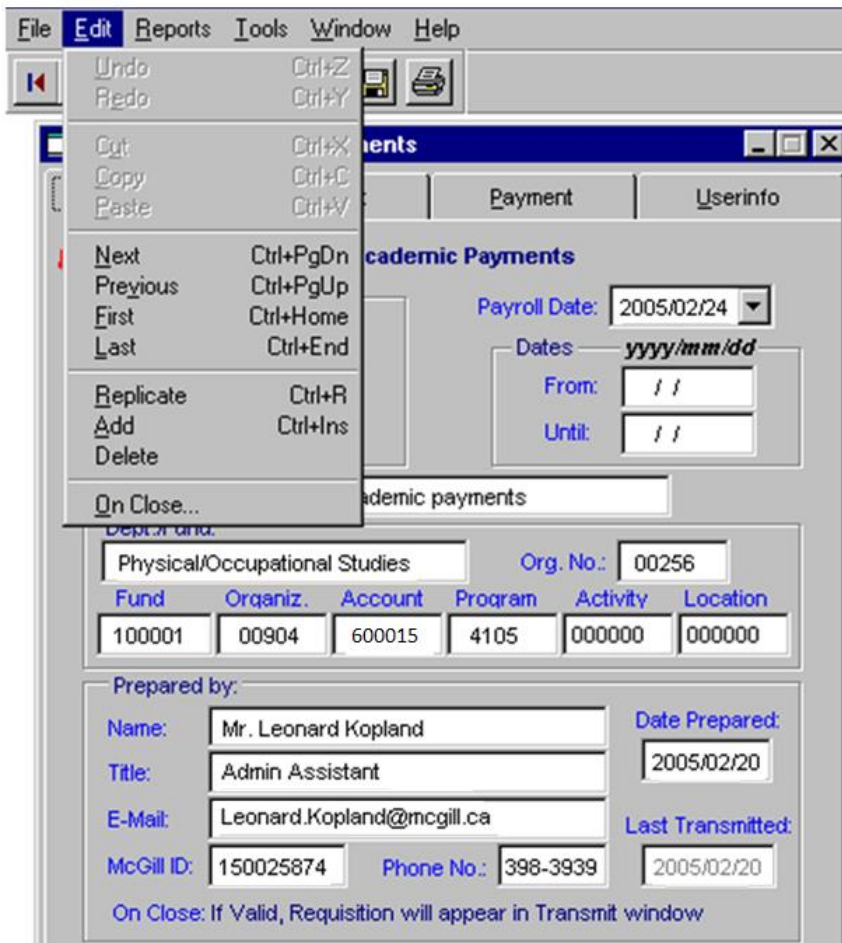 File Edit Reports Tools Window Help
Undo Ctrl+Z
Redo Ctrl+Y
Cut Ctrl+X
Copy Ctrl+C
Paste Ctrl+V
Next Ctrl+PgDn
Previous Ctrl+PgUp
First Ctrl+Home
Last Ctrl+End
Replicate Ctrl+R
Add Ctrl+Ins
Delete
On Close...
Payment Userinfo
Payments
Payroll Date: 2005/02/24
Dates yyyy/mm/dd
From: / /
Until: / /
payments
Dept./Fund:
Physical/Occupational Studies Org. No.: 00256
Fund Organiz. Account Program Activity Location
100001 00904 600015 4105 000000 000000
Prepared by:
Name: Mr. Leonard Kopland Date Prepared:
Title: Admin Assistant 2005/02/20
E-Mail: Leonard.Kopland@mcgill.ca Last Transmitted:
McGill ID: 150025874 Phone No.: 398-3939 2005/02/20
On Close: If Valid, Requisition will appear in Transmit window